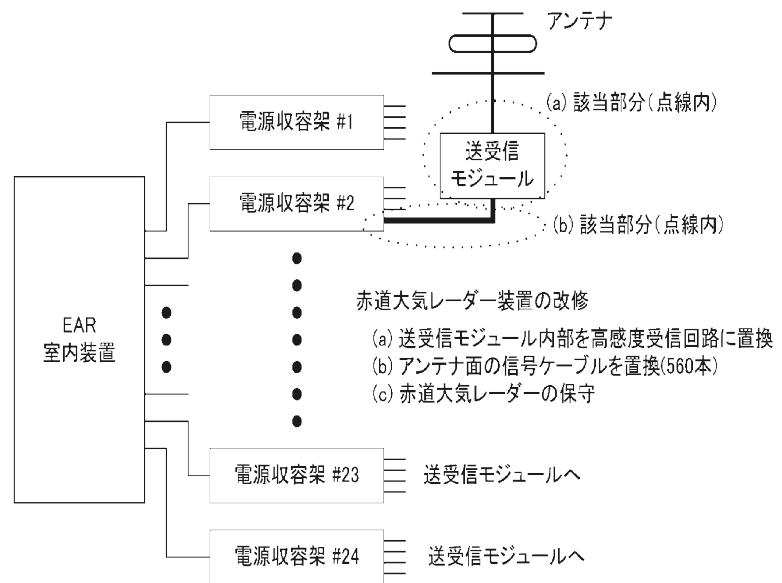 アンテナ
電源収容架 #1
(a) 該当部分(点線内)
送受信
モジュール
電源収容架 #2
(b) 該当部分(点線内)
EAR
室内装置
赤道大気レーダー装置の改修
(a) 送受信モジュール内部を高感度受信回路に置換
(b) アンテナ面の信号ケーブルを置換(560本)
(c) 赤道大気レーダーの保守
電源収容架 #23
送受信モジュールへ
電源収容架 #24
送受信モジュールへ